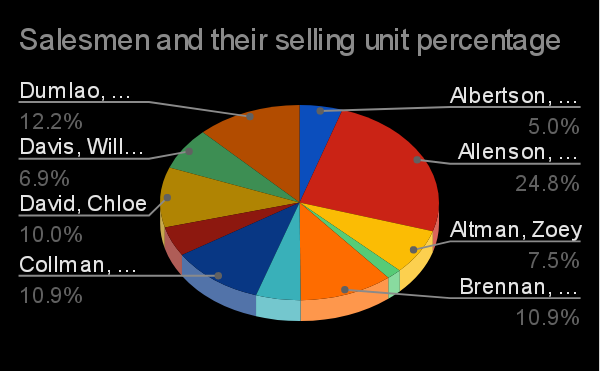 Salesmen and their selling unit percentage
Dumlao, ...
12.2%
Davis, Will...
6.9%
David, Chloe
10.0%
Collman, ...
10.9%
Albertson, ...
5.0%
Allenson, ...
24.8%
Altman, Zoey
7.5%
Brennan, ...
10.9%